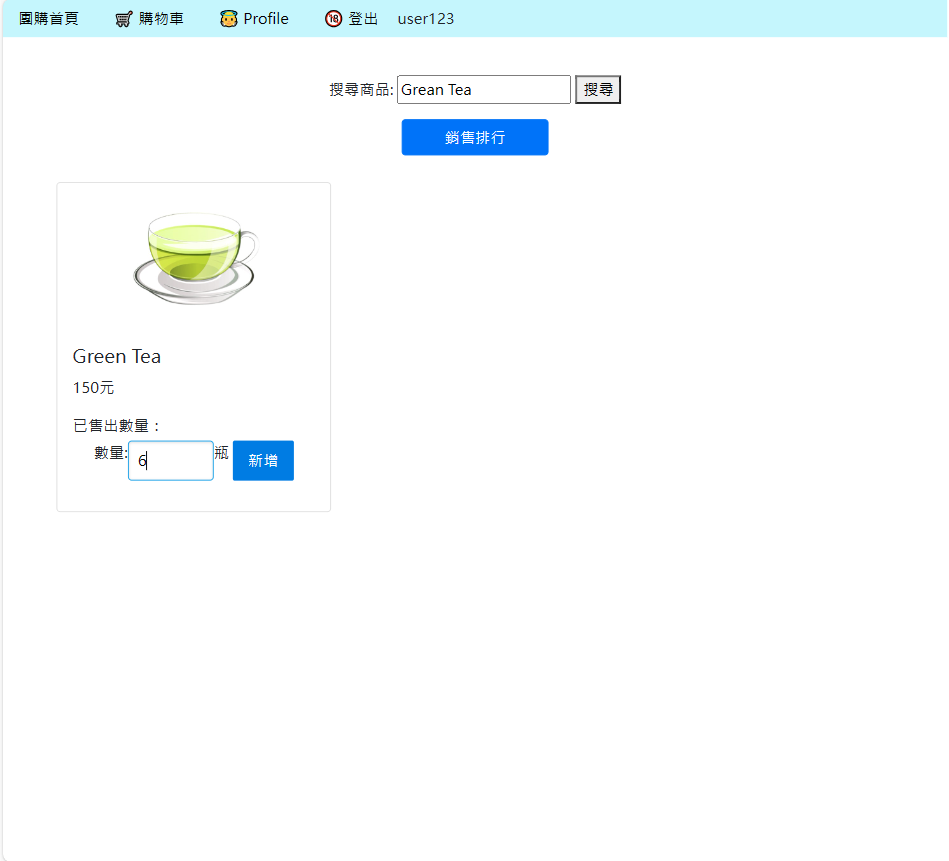 團購首頁 購物車 Profile 🔞 登出 user123
搜尋商品: Grean Tea 搜尋
銷售排行
Green Tea
150元
已售出數量：
數量: 6 瓶 新增